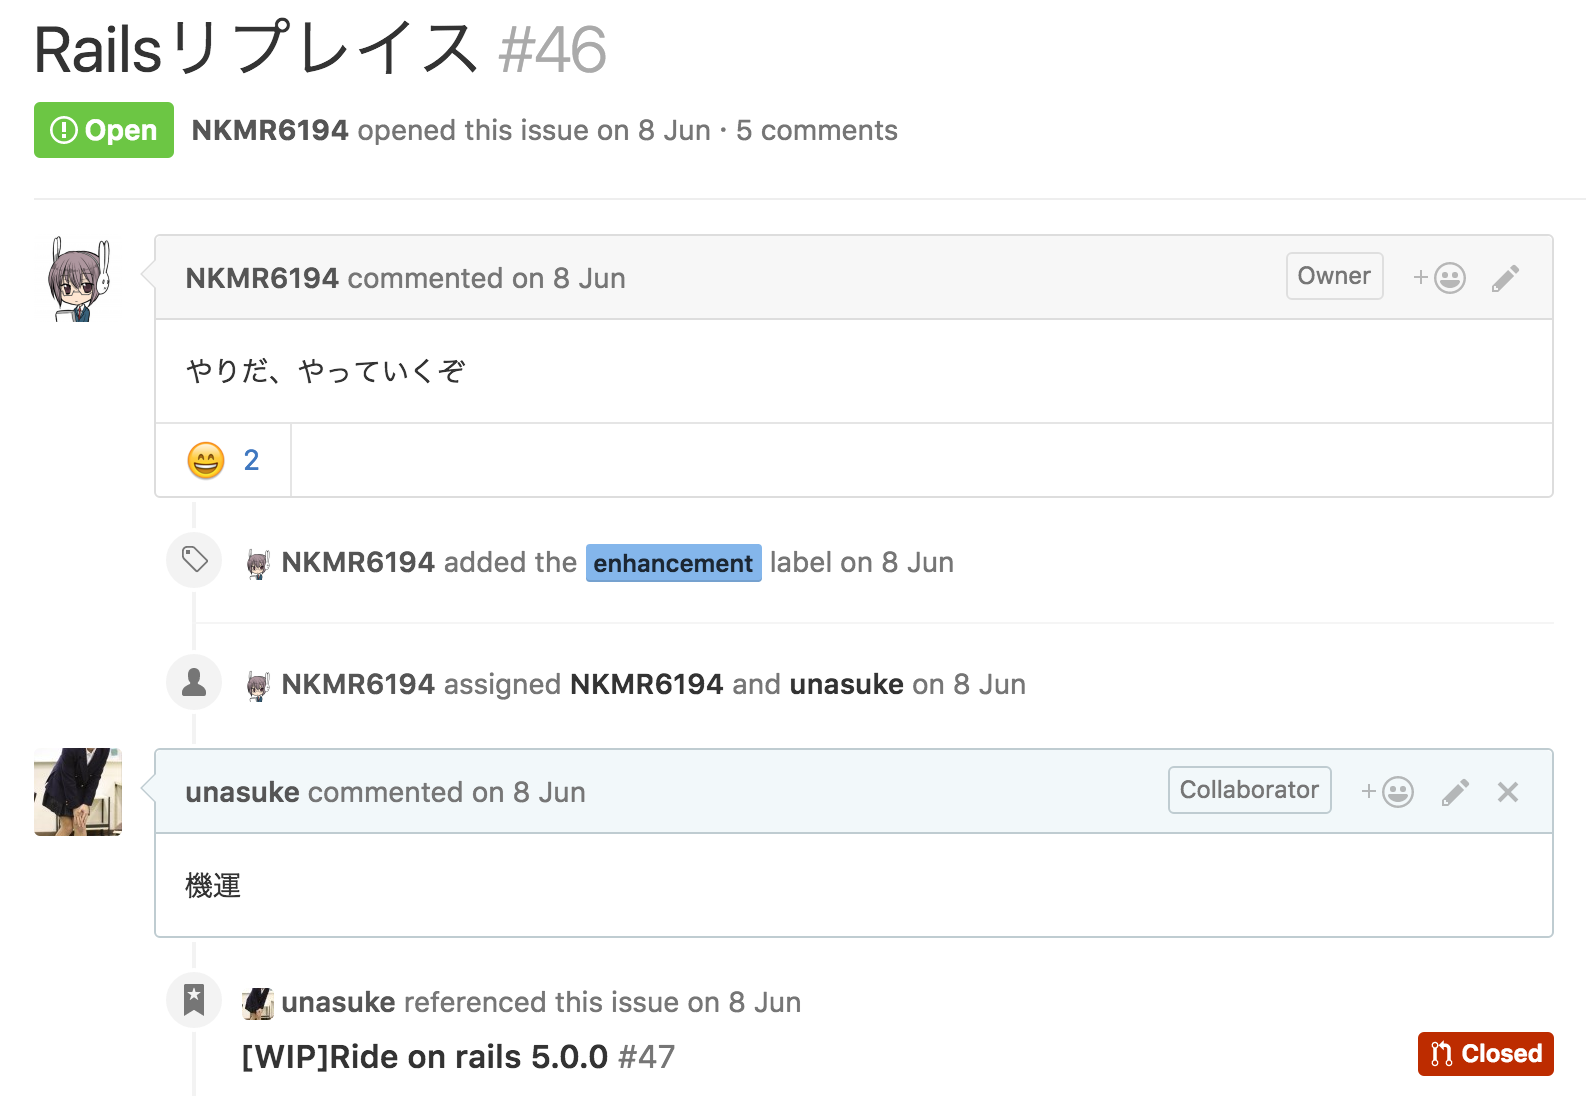 Railsリプレイス #46
Open NKMR6194 opened this issue on 8 Jun · 5 comments
NKMR6194 commented on 8 Jun Owner
やりだ、やっていくぞ
2
NKMR6194 added the enhancement label on 8 Jun
NKMR6194 assigned NKMR6194 and unasuke on 8 Jun
unasuke commented on 8 Jun Collaborator
機運
unasuke referenced this issue on 8 Jun
[WIP]Ride on rails 5.0.0 #47 Closed